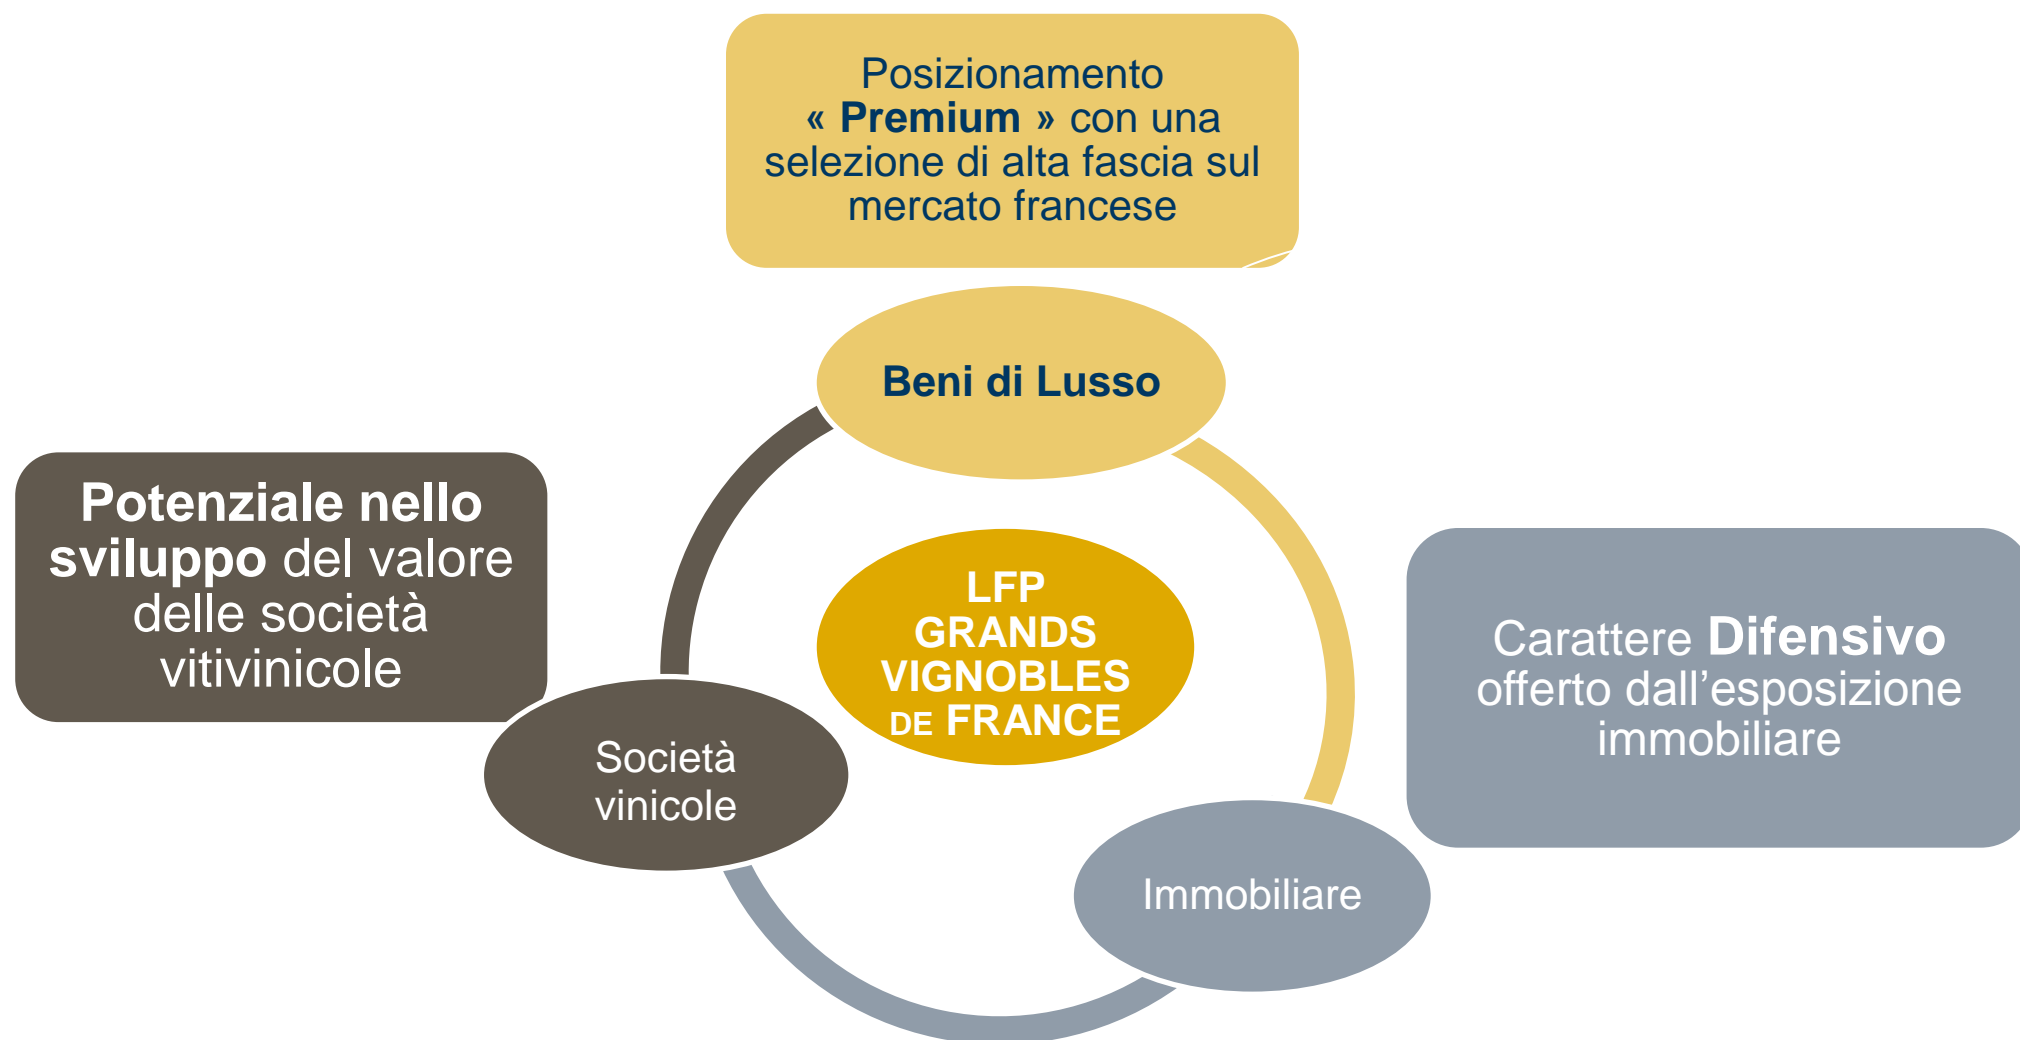 Posizionamento
« Premium » con una
selezione di alta fascia sul
mercato francese
Beni di Lusso
Potenziale nello
sviluppo del valore
delle società
vitivinicole
LFP
GRANDS
VIGNOBLES
DE FRANCE
Carattere Difensivo
offerto dall’esposizione
immobiliare
Società
vinicole
Immobiliare